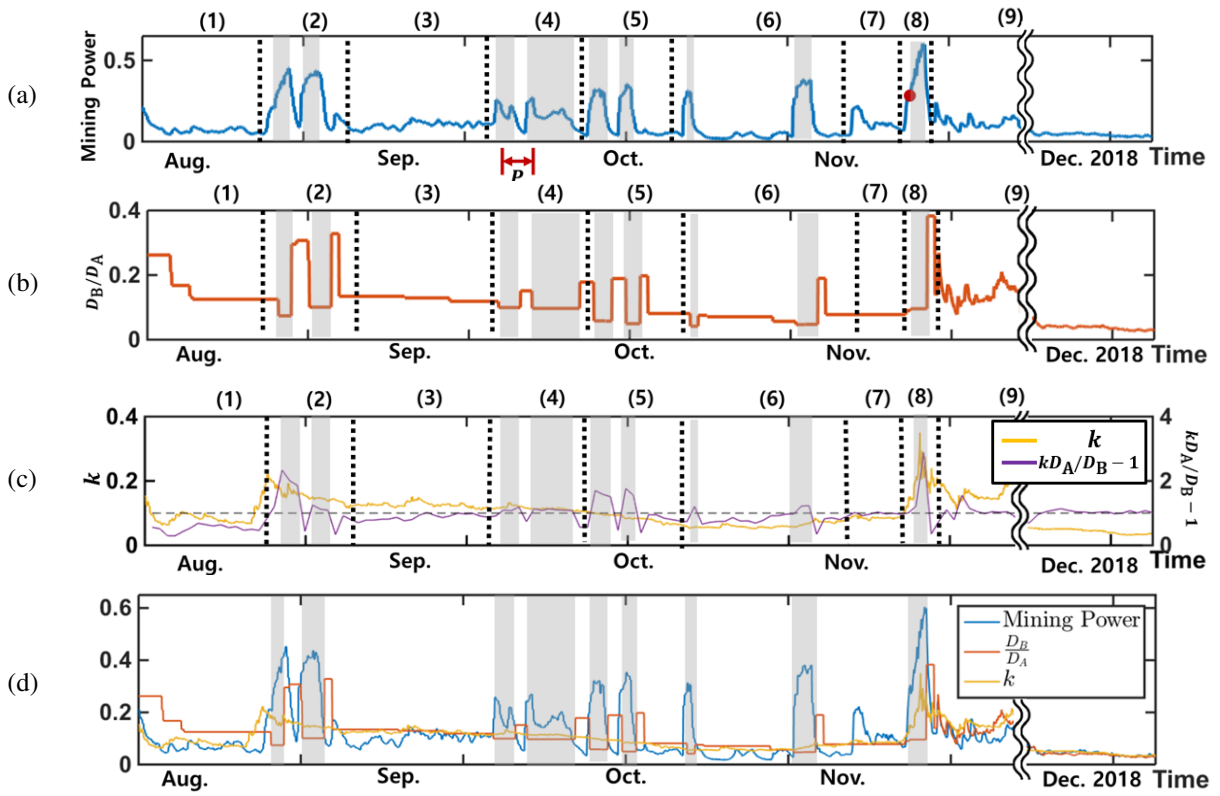 (1) (2) (3) (4) (5) (6) (7) (8) (9)
(a)
Mining Power
0.5
0
Aug. Sep. Oct. Nov. Dec. 2018 Time
P
(1) (2) (3) (4) (5) (6) (7) (8) (9)
(b)
D_B/D_A
0.4
0.2
0
Aug. Sep. Oct. Nov. Dec. 2018 Time
(1) (2) (3) (4) (5) (6) (7) (8) (9)
(c)
k
0.4
0.2
0
k
kD_A/D_B − 1
4
2
0
kD_A/D_B − 1
Aug. Sep. Oct. Nov. Dec. 2018 Time
(d)
0.6
0.4
0.2
0
Mining Power
D_B/D_A
k
Aug. Sep. Oct. Nov. Dec. 2018 Time